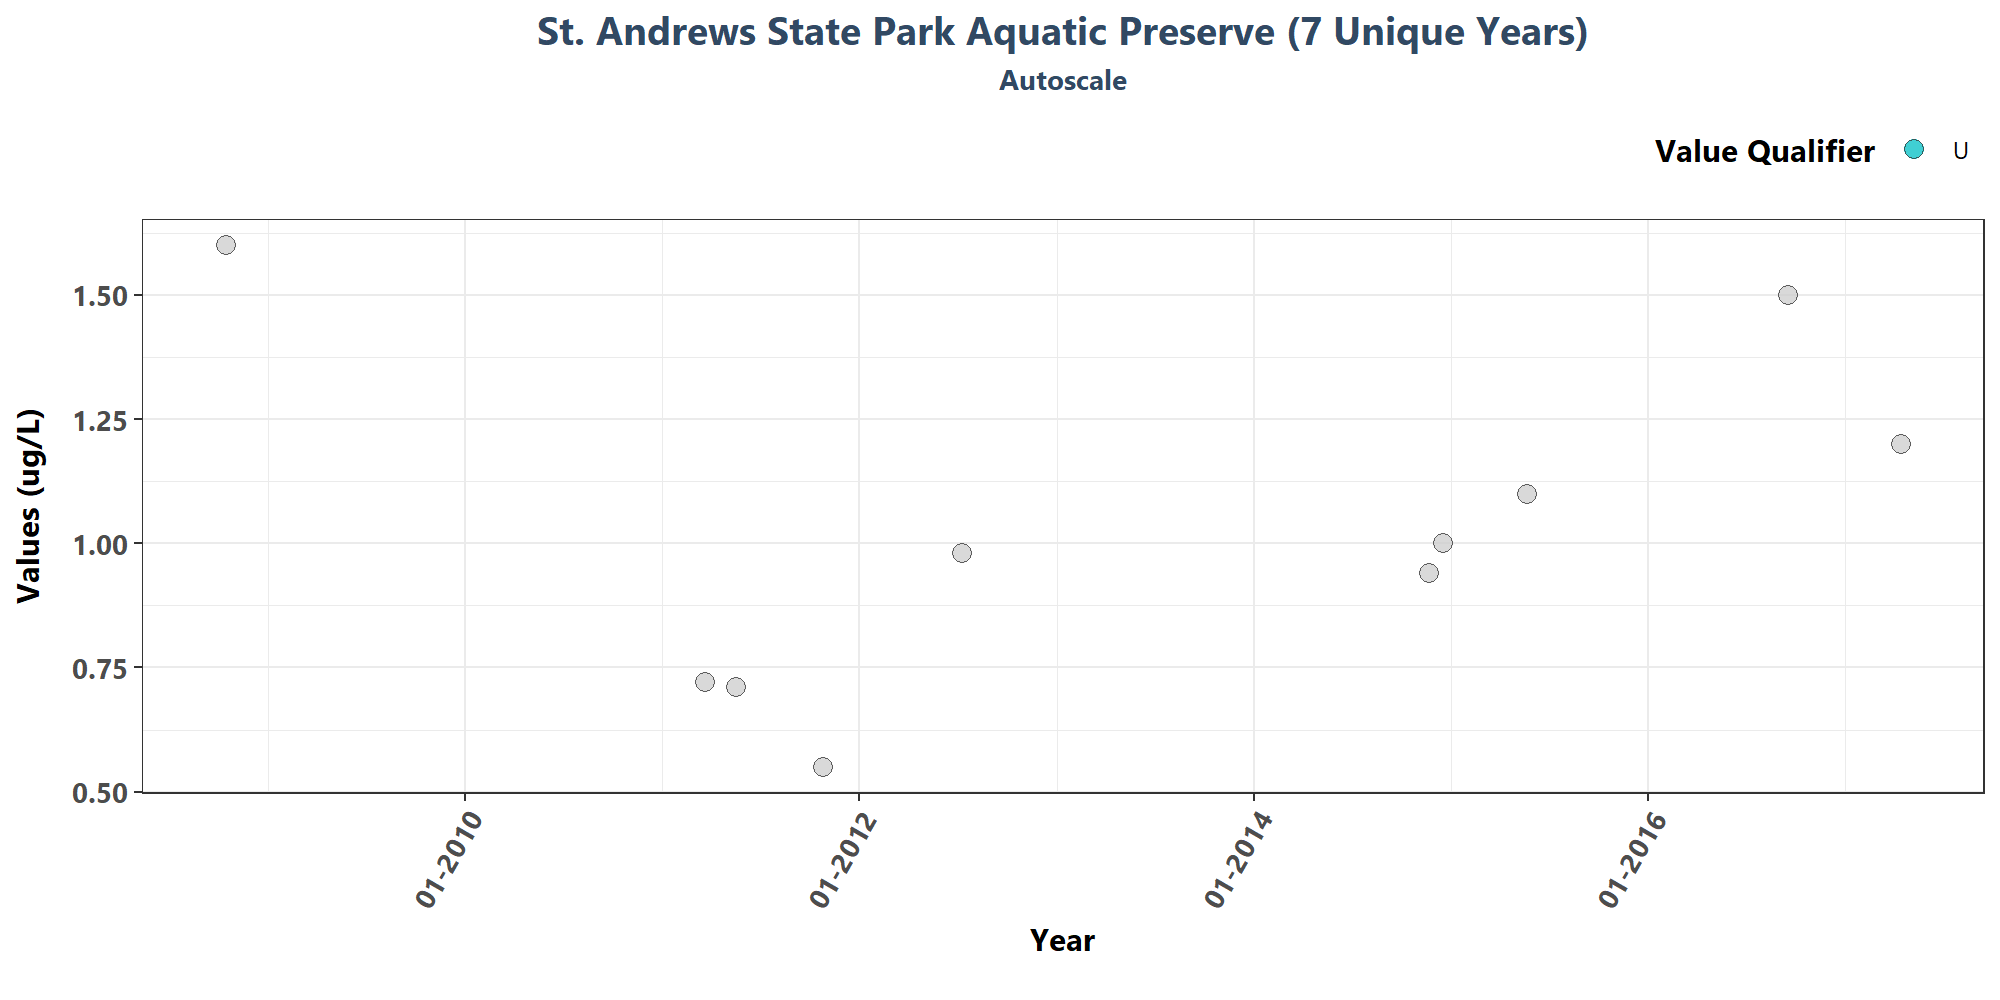 St. Andrews State Park Aquatic Preserve (7 Unique Years)
Autoscale
Value Qualifier U
1.50
1.25
1.00
0.75
0.50
Values (ug/L)
01-2010
01-2012
01-2014
01-2016
Year